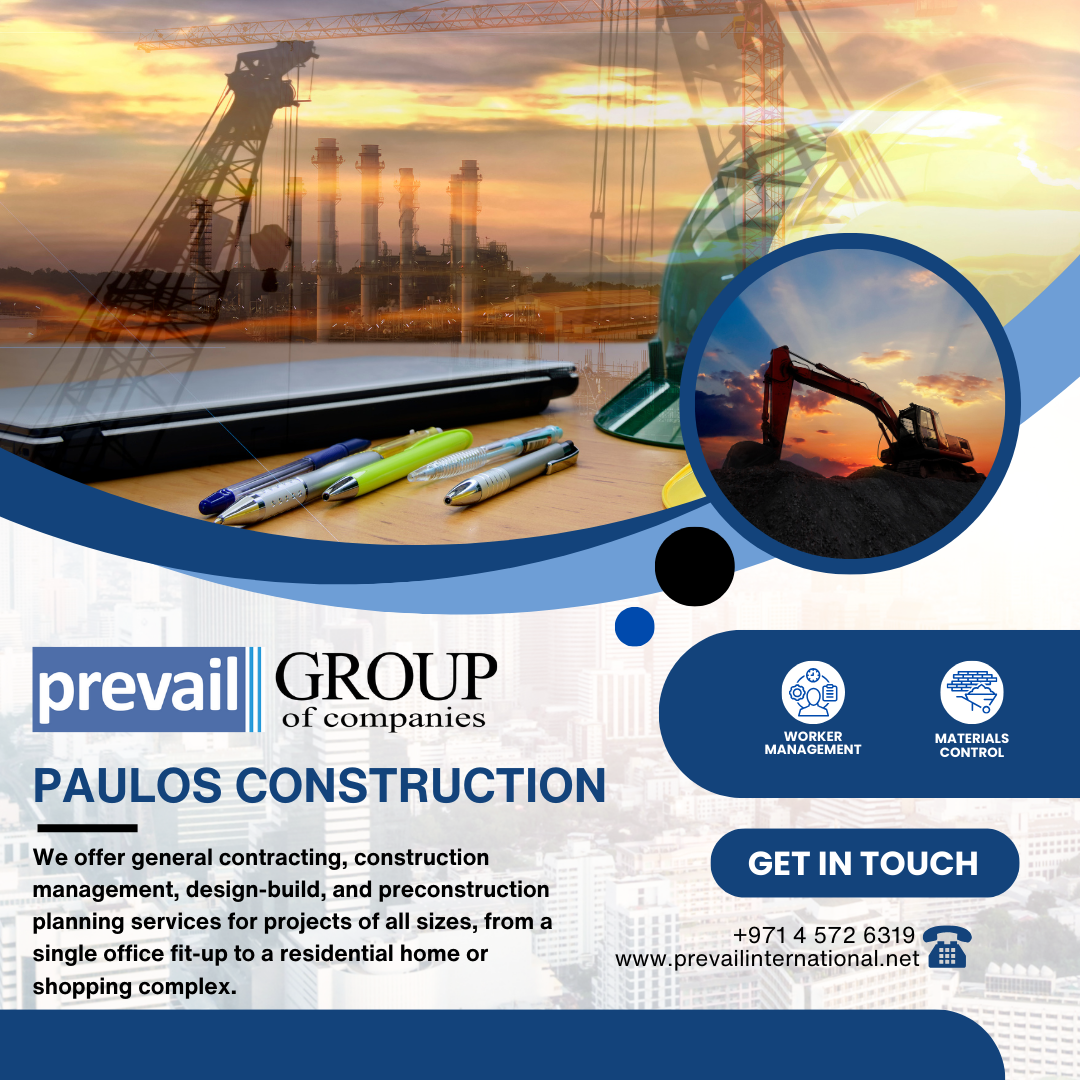 prevail GROUP
of companies
PAULOS CONSTRUCTION
We offer general contracting, construction
management, design-build, and preconstruction
planning services for projects of all sizes, from a
single office fit-up to a residential home or
shopping complex.
WORKER
MANAGEMENT
MATERIALS
CONTROL
GET IN TOUCH
+971 4 572 6319
www.prevailinternational.net